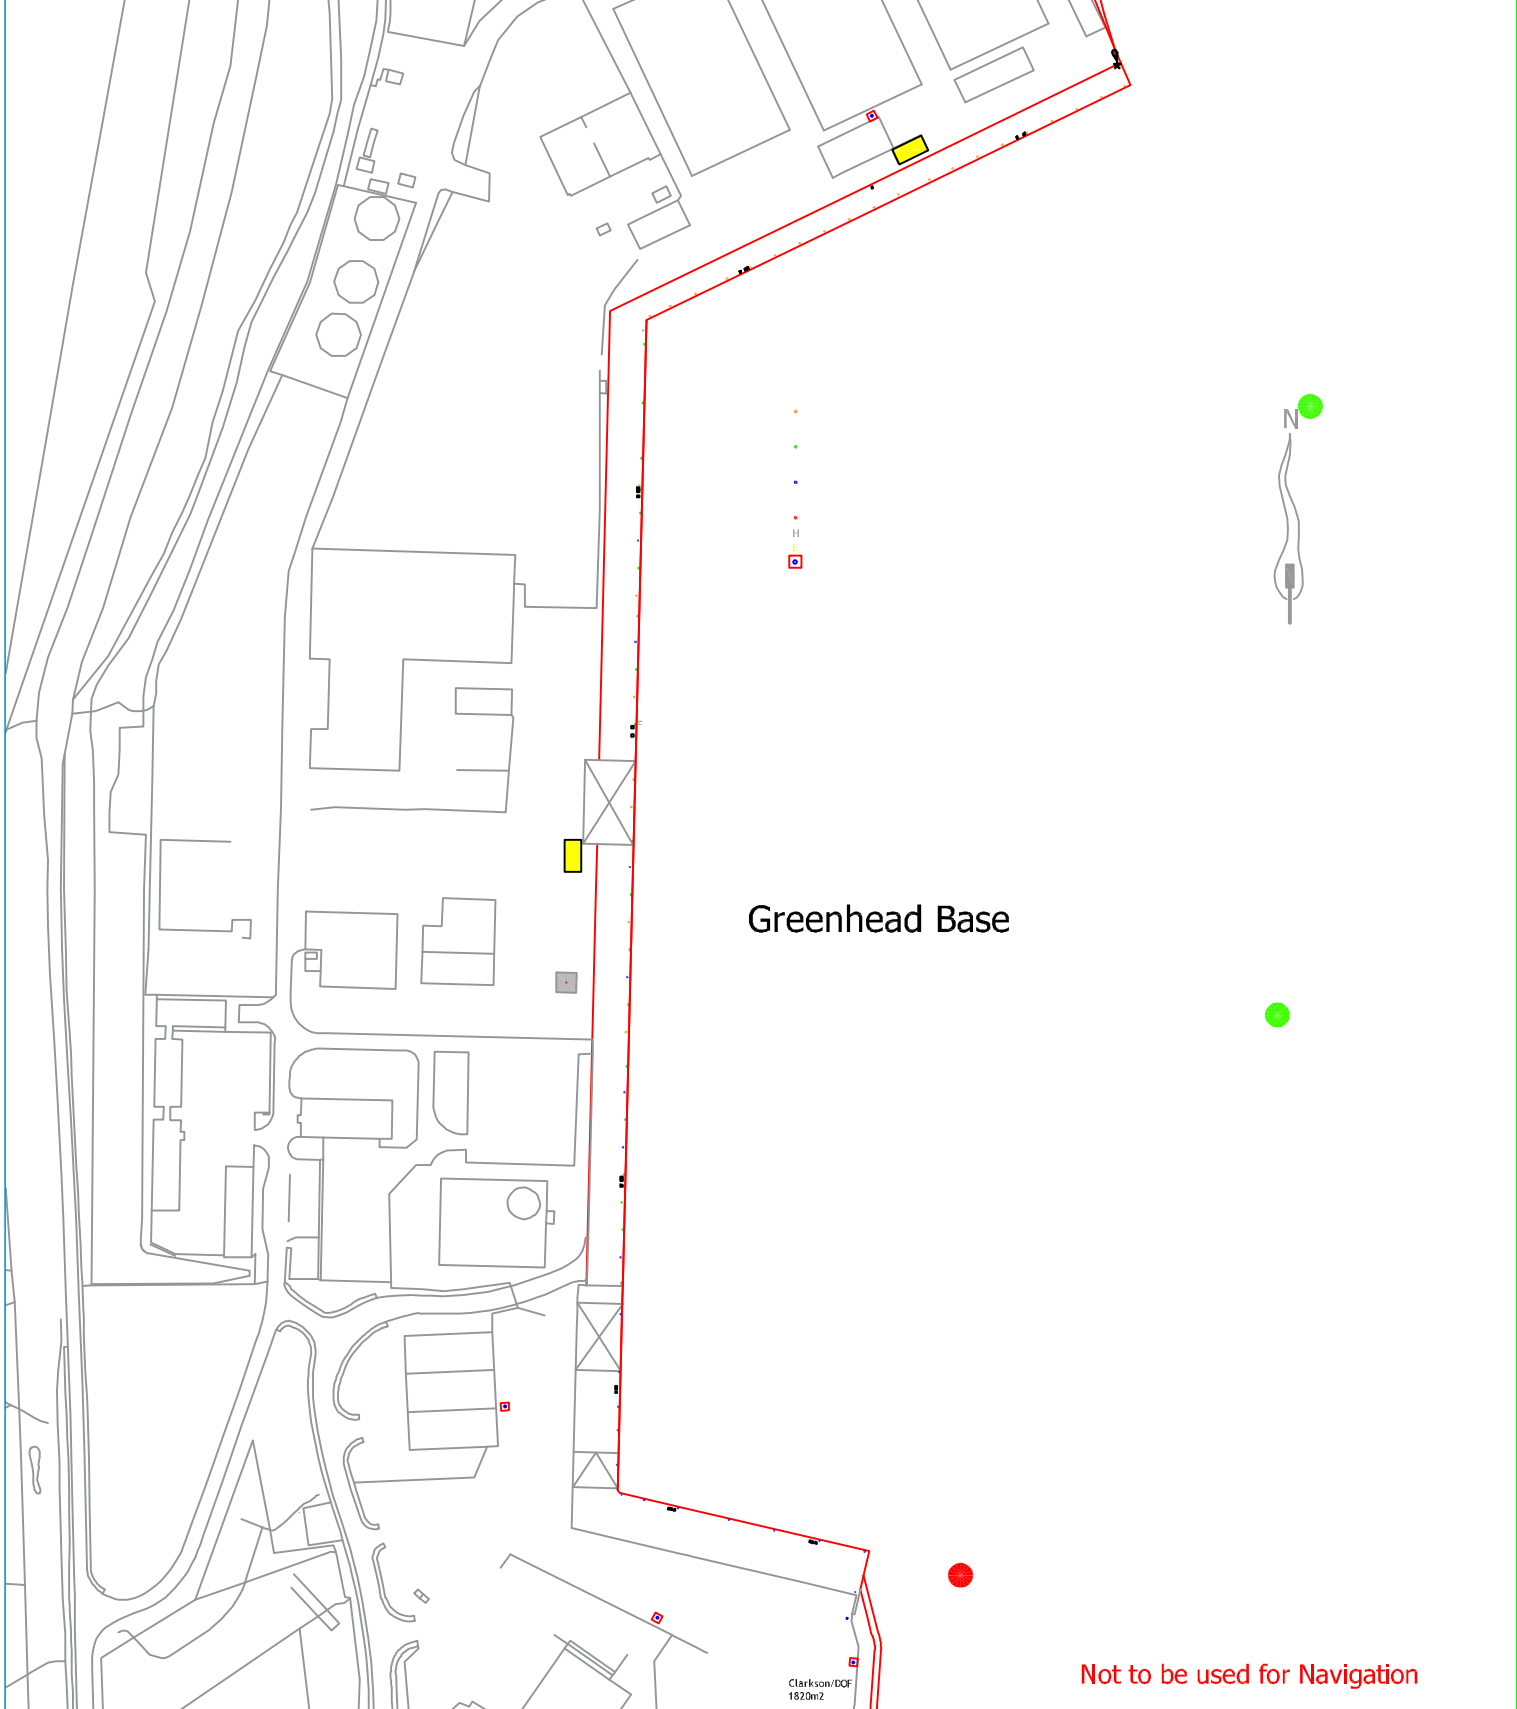 N
H
L
Greenhead Base
Not to be used for Navigation
Clarkson/DOF
1820m2